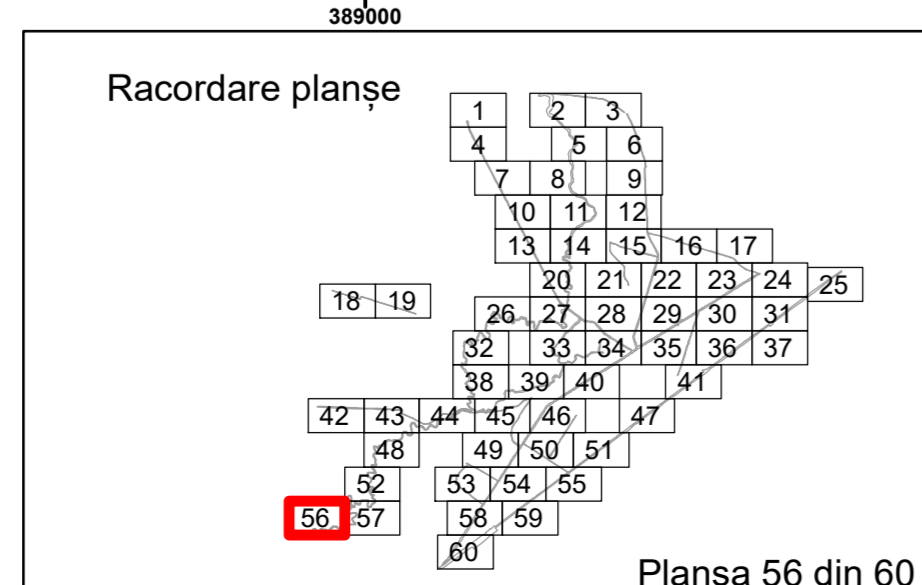 389000
Racordare planșe
1 2 3
4 5 6
7 8 9
10 11 12
13 14 15 16 17
20 21 22 23 24 25
18 19
26 27 28 29 30 31
32 33 34 35 36 37
38 39 40 41
42 43 44 45 46 47
48 49 50 51
52 53 54 55
56 57 58 59
60
Plansa 56 din 60